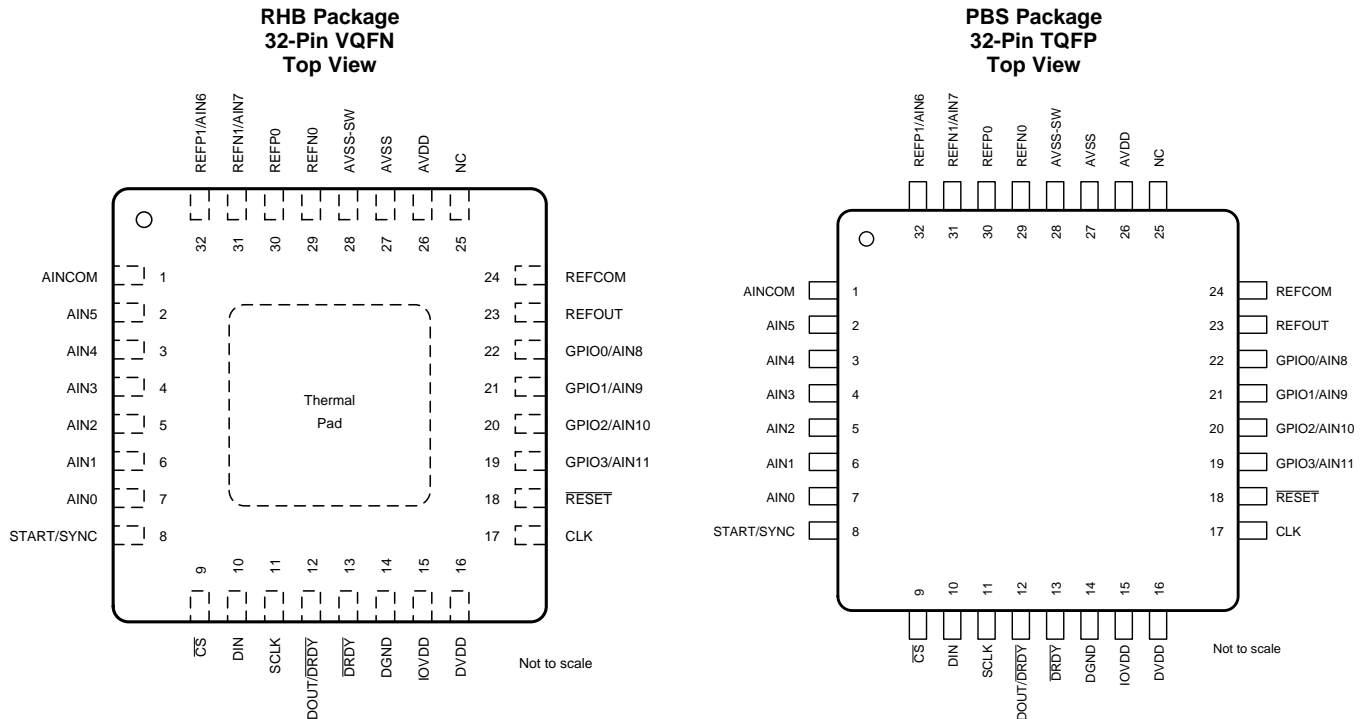 RHB Package
32-Pin VQFN
Top View
REFP1/AIN6
REFN1/AIN7
REFP0
REFN0
AVSS-SW
AVSS
AVDD
NC
32
31
30
29
28
27
26
25
AINCOM 1
AIN5 2
AIN4 3
AIN3 4
AIN2 5
AIN1 6
AIN0 7
START/SYNC 8
Thermal
Pad
24 REFCOM
23 REFOUT
22 GPIO0/AIN8
21 GPIO1/AIN9
20 GPIO2/AIN10
19 GPIO3/AIN11
18 RESET
17 CLK
9
10
11
12
13
14
15
16
CS
DIN
SCLK
DOUT/DRDY
DRDY
DGND
IOVDD
DVDD
Not to scale
PBS Package
32-Pin TQFP
Top View
REFP1/AIN6
REFN1/AIN7
REFP0
REFN0
AVSS-SW
AVSS
AVDD
NC
32
31
30
29
28
27
26
25
AINCOM 1
AIN5 2
AIN4 3
AIN3 4
AIN2 5
AIN1 6
AIN0 7
START/SYNC 8
24 REFCOM
23 REFOUT
22 GPIO0/AIN8
21 GPIO1/AIN9
20 GPIO2/AIN10
19 GPIO3/AIN11
18 RESET
17 CLK
9
10
11
12
13
14
15
16
CS
DIN
SCLK
DOUT/DRDY
DRDY
DGND
IOVDD
DVDD
Not to scale